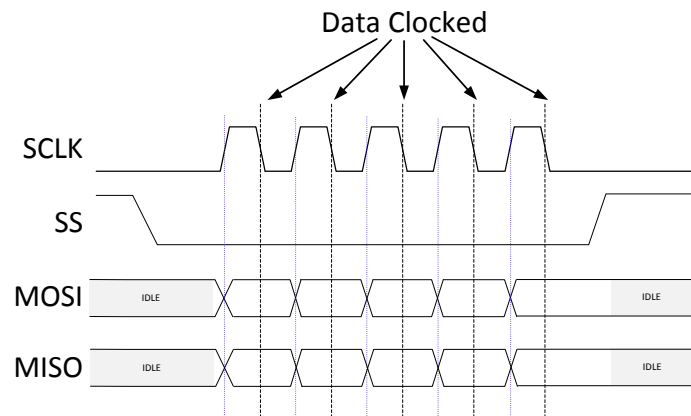 Data Clocked
SCLK
SS
MOSI
IDLE
IDLE
MISO
IDLE
IDLE